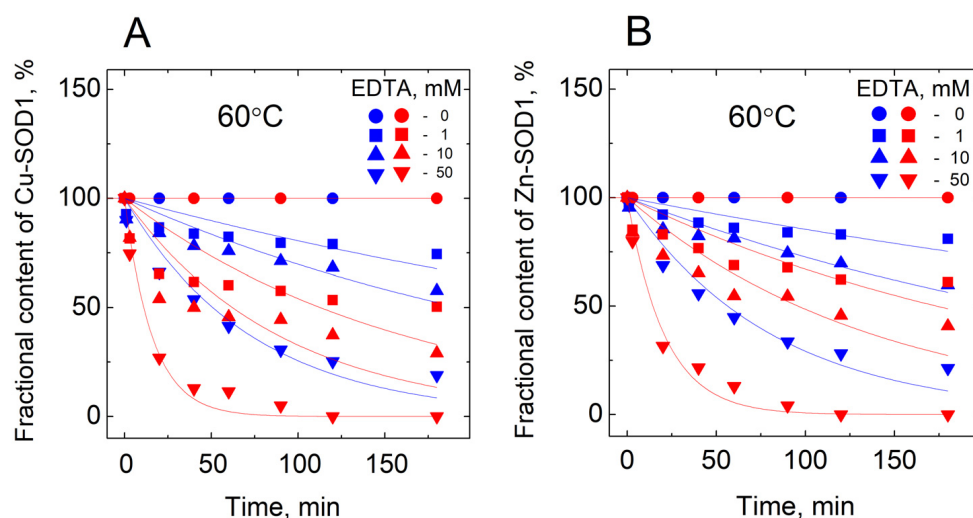 A
Fractional content of Cu-SOD1, %
150
100
50
0
60°C
EDTA, mM
- 0
- 1
- 10
- 50
0 50 100 150
Time, min
B
Fractional content of Zn-SOD1, %
150
100
50
0
60°C
EDTA, mM
- 0
- 1
- 10
- 50
0 50 100 150
Time, min